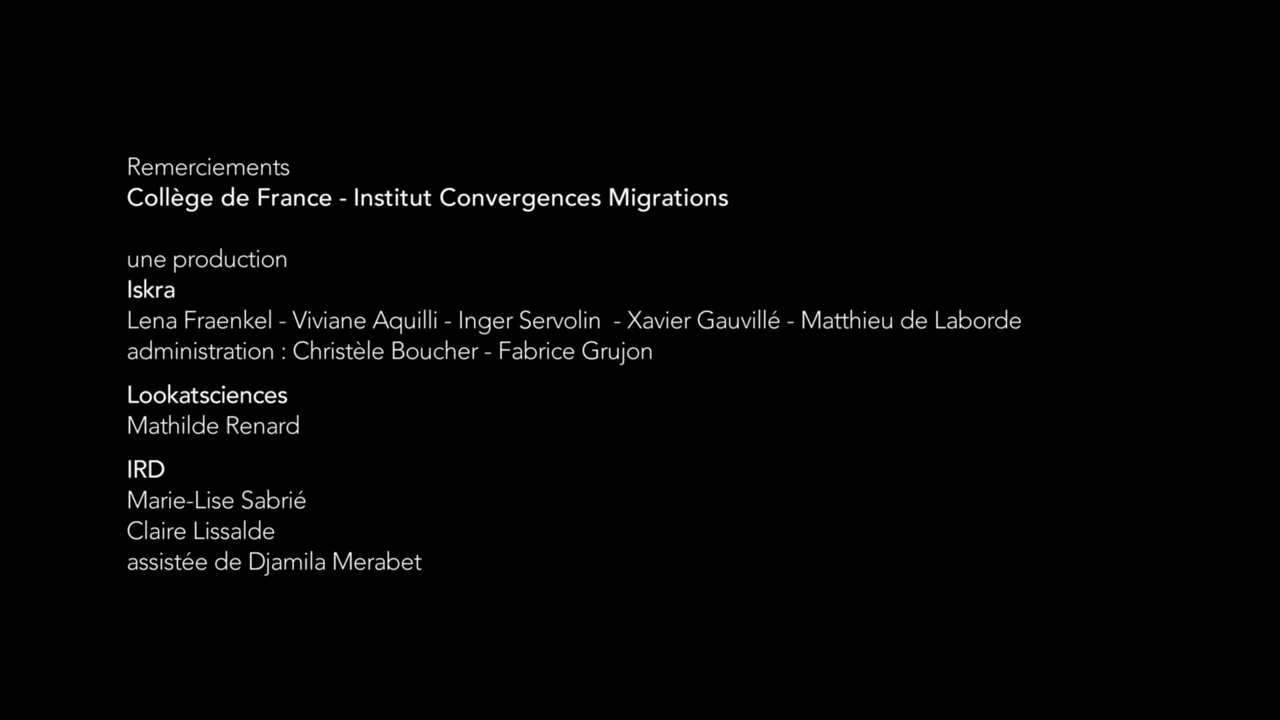 Remerciements
Collège de France - Institut Convergences Migrations
une production
Iskra
Lena Fraenkel - Viviane Aquilli - Inger Servolin - Xavier Gauvillé - Matthieu de Laborde
administration : Christèle Boucher - Fabrice Grujon
Lookatsciences
Mathilde Renard
IRD
Marie-Lise Sabrié
Claire Lissalde
assistée de Djamila Merabet